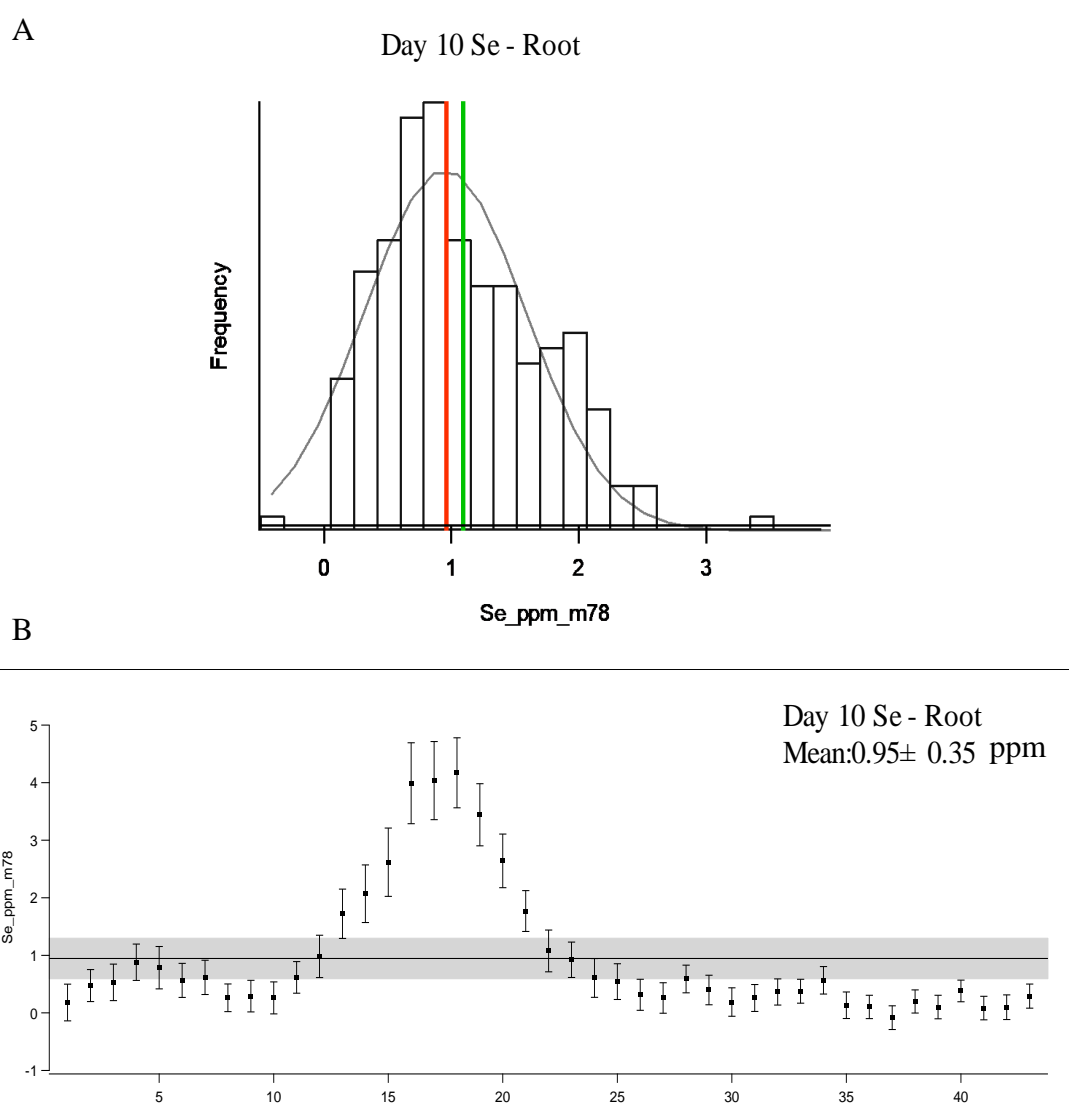 A
Day 10 Se - Root
Frequency
0 1 2 3
Se_ppm_m78
B
Day 10 Se - Root
Mean:0.95± 0.35 ppm
Se_ppm_m78
5
4
3
2
1
0
-1
5 10 15 20 25 30 35 40